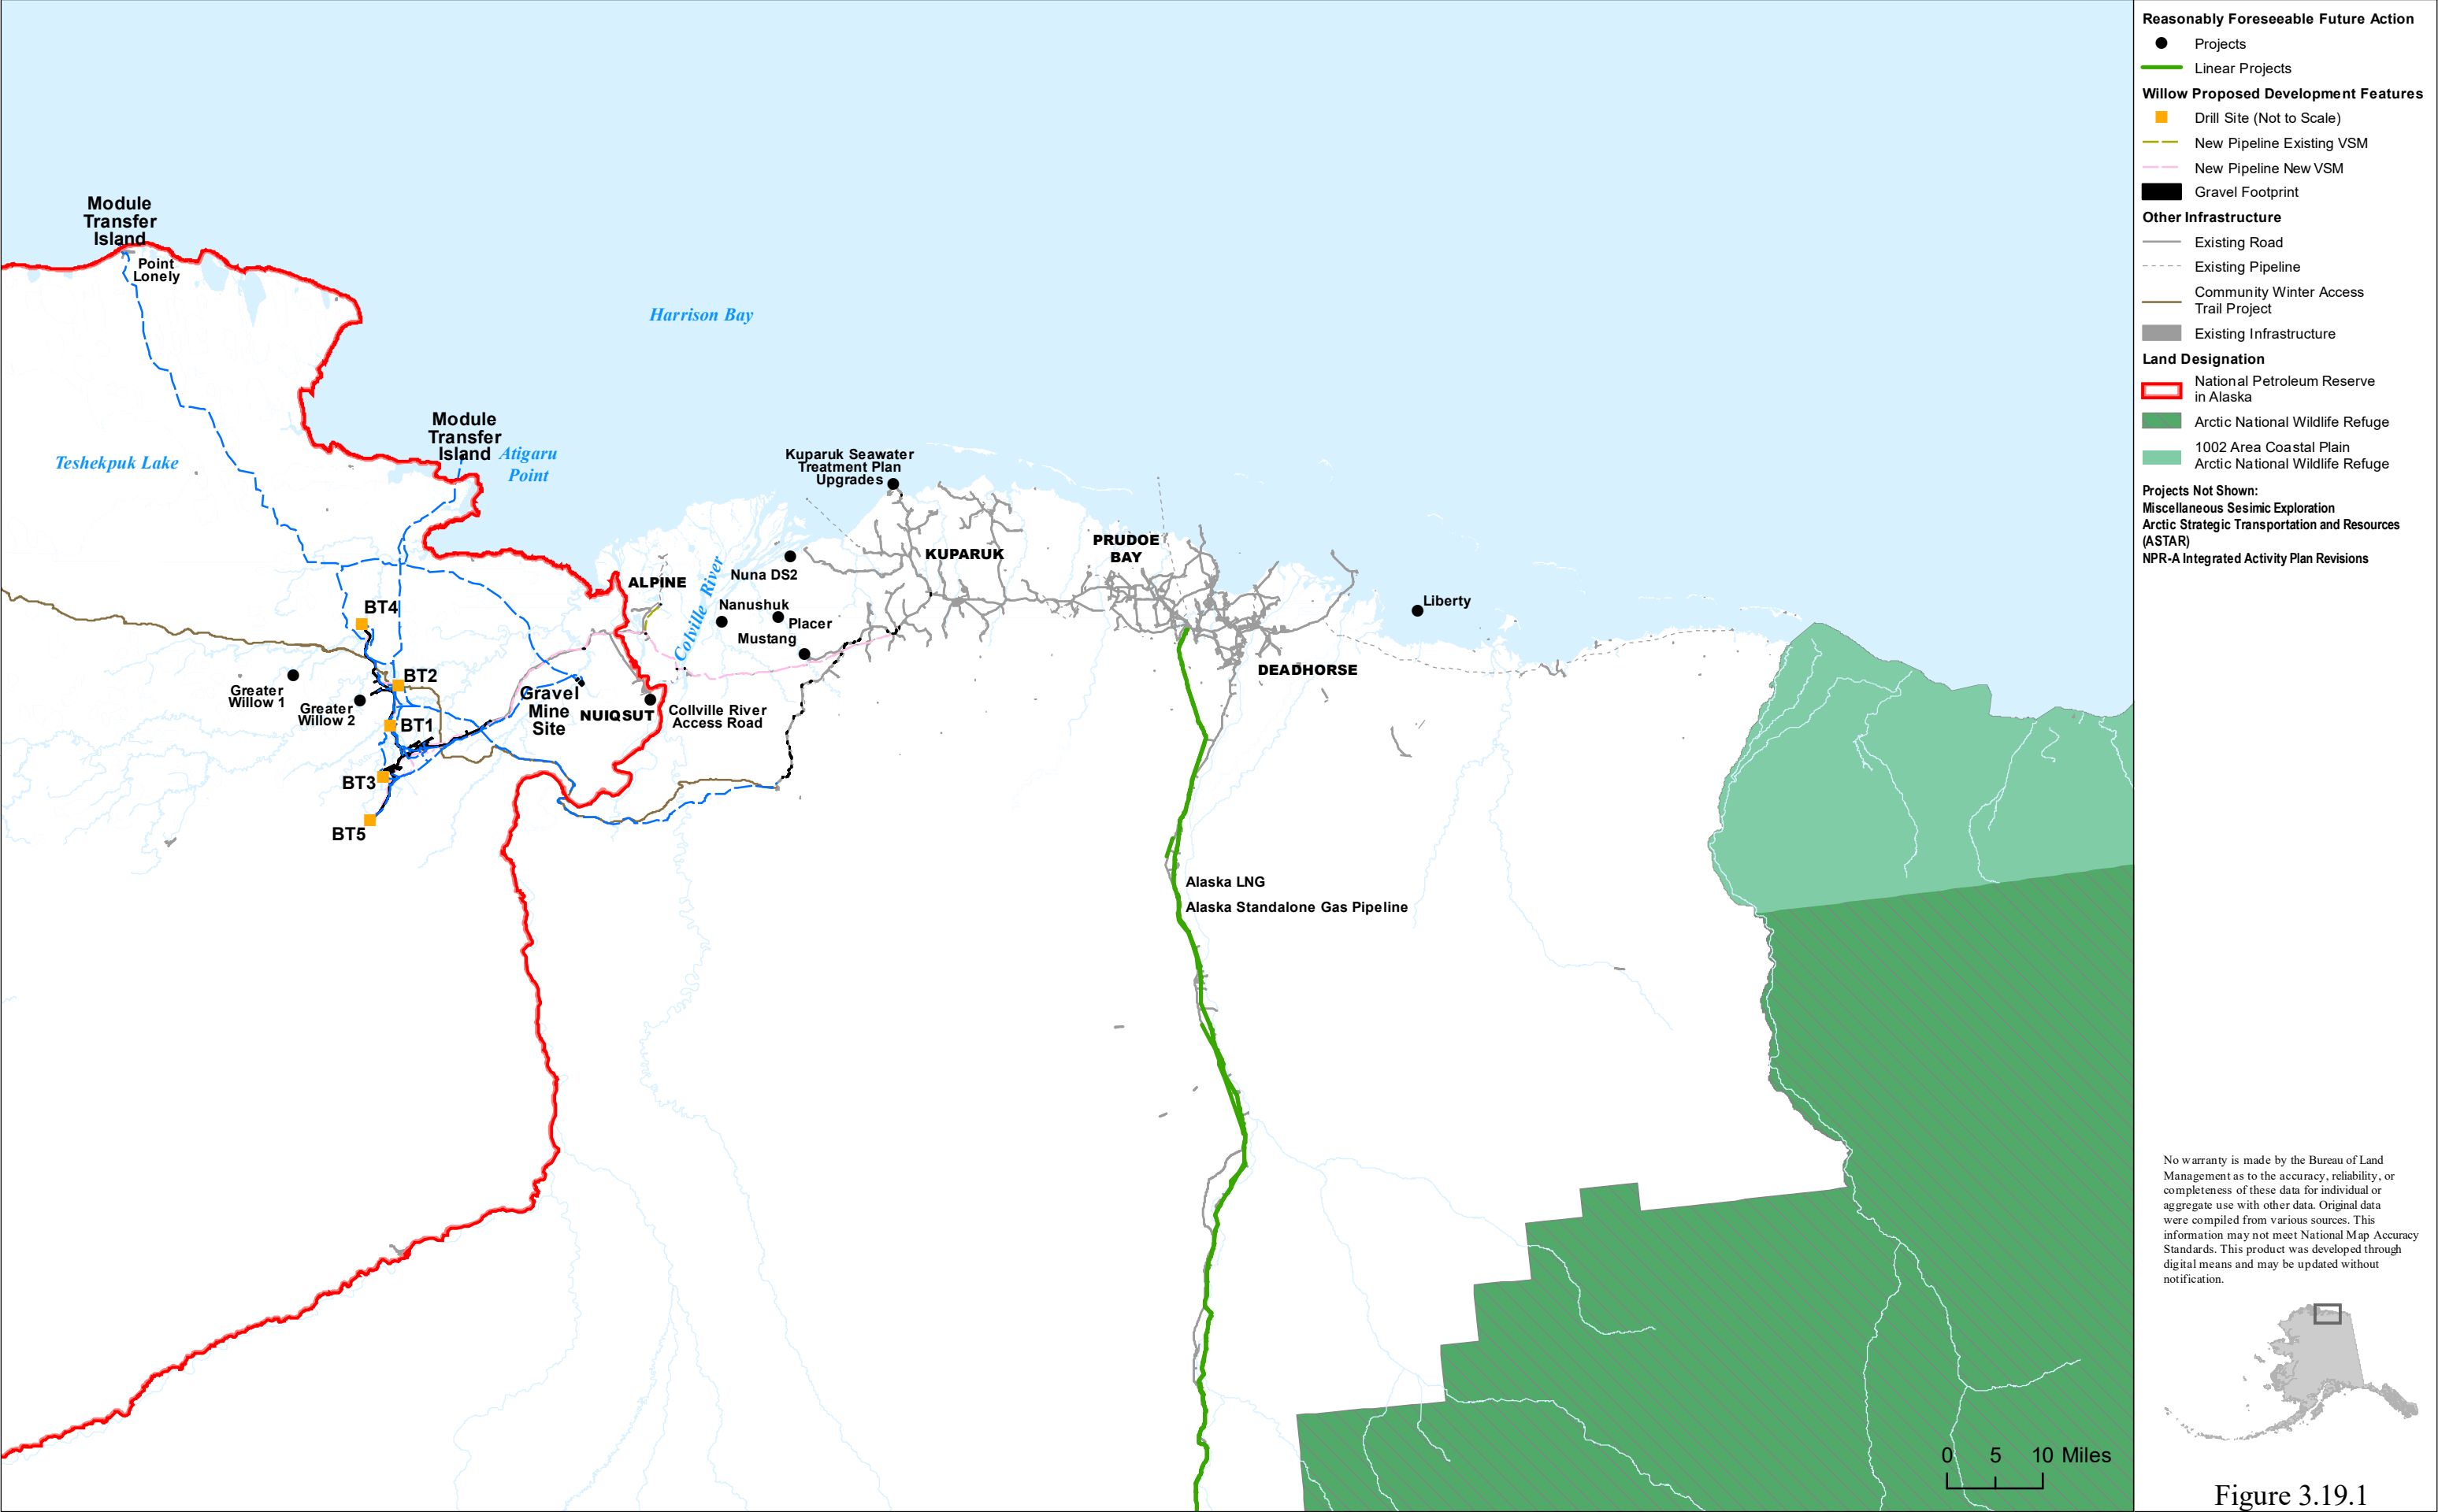 Module
Transfer
Island
Point
Lonely
Harrison Bay
Teshekpuk Lake
Module
Transfer
Island
Atigaru
Point
Kuparuk Seawater
Treatment Plan
Upgrades
KUPARUK
PRUDOE
BAY
ALPINE
Colville River
Nuna DS2
Nanushuk
Placer
Mustang
Liberty
DEADHORSE
BT4
BT2
Greater
Willow 1
Greater
Willow 2
BT1
Gravel
Mine
Site
NUIQSUT
Collville River
Access Road
BT3
BT5
Alaska LNG
Alaska Standalone Gas Pipeline
0 5 10 Miles
Reasonably Foreseeable Future Action
Projects
Linear Projects
Willow Proposed Development Features
Drill Site (Not to Scale)
New Pipeline Existing VSM
New Pipeline New VSM
Gravel Footprint
Other Infrastructure
Existing Road
Existing Pipeline
Community Winter Access
Trail Project
Existing Infrastructure
Land Designation
National Petroleum Reserve
in Alaska
Arctic National Wildlife Refuge
1002 Area Coastal Plain
Arctic National Wildlife Refuge
Projects Not Shown:
Miscellaneous Sesimic Exploration
Arctic Strategic Transportation and Resources
(ASTAR)
NPR-A Integrated Activity Plan Revisions
No warranty is made by the Bureau of Land
Management as to the accuracy, reliability, or
completeness of these data for individual or
aggregate use with other data. Original data
were compiled from various sources. This
information may not meet National Map Accuracy
Standards. This product was developed through
digital means and may be updated without
notification.
Figure 3.19.1